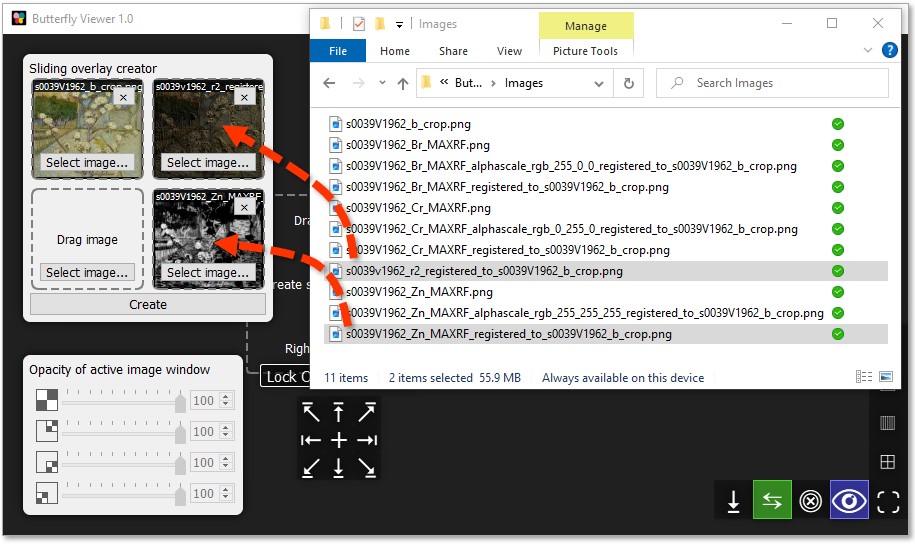 Butterfly Viewer 1.0
Sliding overlay creator
s0039V1962_b_crop.png
s0039v1962_r2_registere
×
×
Select image...
Select image...
Drag image
Select image...
s0039V1962_Zn_MAXRF_
×
Select image...
Create
Opacity of active image window
100
100
100
100
Dra
reate s
Righ
Lock O
Images
Manage
File
Home
Share
View
Picture Tools
?
« But... › Images
Search Images
s0039V1962_b_crop.png
s0039V1962_Br_MAXRF.png
s0039V1962_Br_MAXRF_alphascale_rgb_255_0_0_registered_to_s0039V1962_b_crop.png
s0039V1962_Br_MAXRF_registered_to_s0039V1962_b_crop.png
s0039V1962_Cr_MAXRF.png
s0039V1962_Cr_MAXRF_alphascale_rgb_0_255_0_registered_to_s0039V1962_b_crop.png
s0039V1962_Cr_MAXRF_registered_to_s0039V1962_b_crop.png
s0039v1962_r2_registered_to_s0039V1962_b_crop.png
s0039V1962_Zn_MAXRF.png
s0039V1962_Zn_MAXRF_alphascale_rgb_255_255_255_registered_to_s0039V1962_b_crop.png
s0039V1962_Zn_MAXRF_registered_to_s0039V1962_b_crop.png
11 items
2 items selected 55.9 MB
Always available on this device